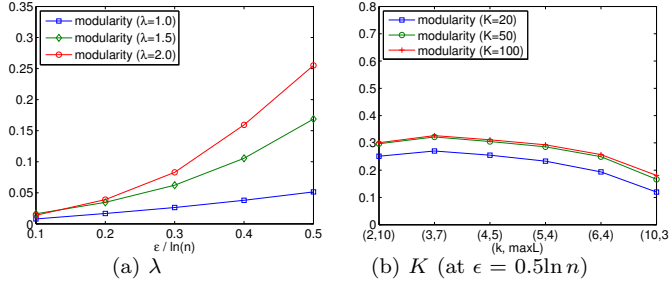 0.35
0.3
0.25
0.2
0.15
0.1
0.05
0
modularity (λ=1.0)
modularity (λ=1.5)
modularity (λ=2.0)
0.1 0.2 0.3 0.4 0.5
ε / ln(n)
(a) λ
0.8
0.7
0.6
0.5
0.4
0.3
0.2
0.1
0
modularity (K=20)
modularity (K=50)
modularity (K=100)
(2,10) (3,7) (4,5) (5,4) (6,4) (10,3
(k, maxL)
(b) K (at ϵ = 0.5ln n)